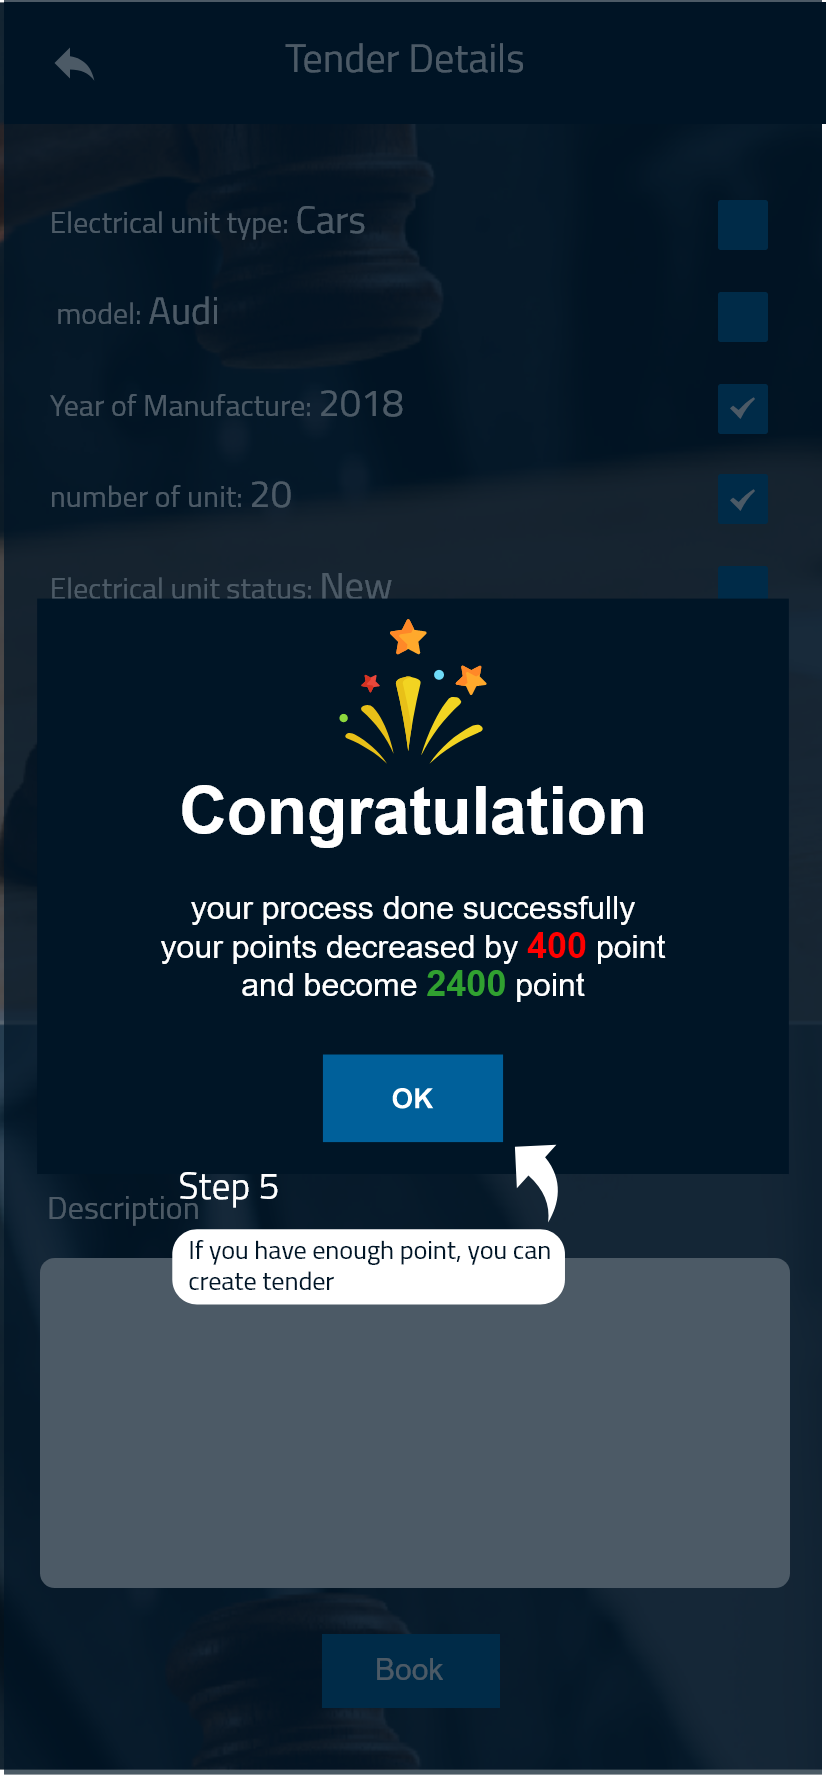 Tender Details
Electrical unit type: Cars
model: Audi
Year of Manufacture: 2018
number of unit: 20
Electrical unit status: New
Congratulation
your process done successfully
your points decreased by 400 point
and become 2400 point
OK
Step 5
Description
If you have enough point, you can
create tender
Book